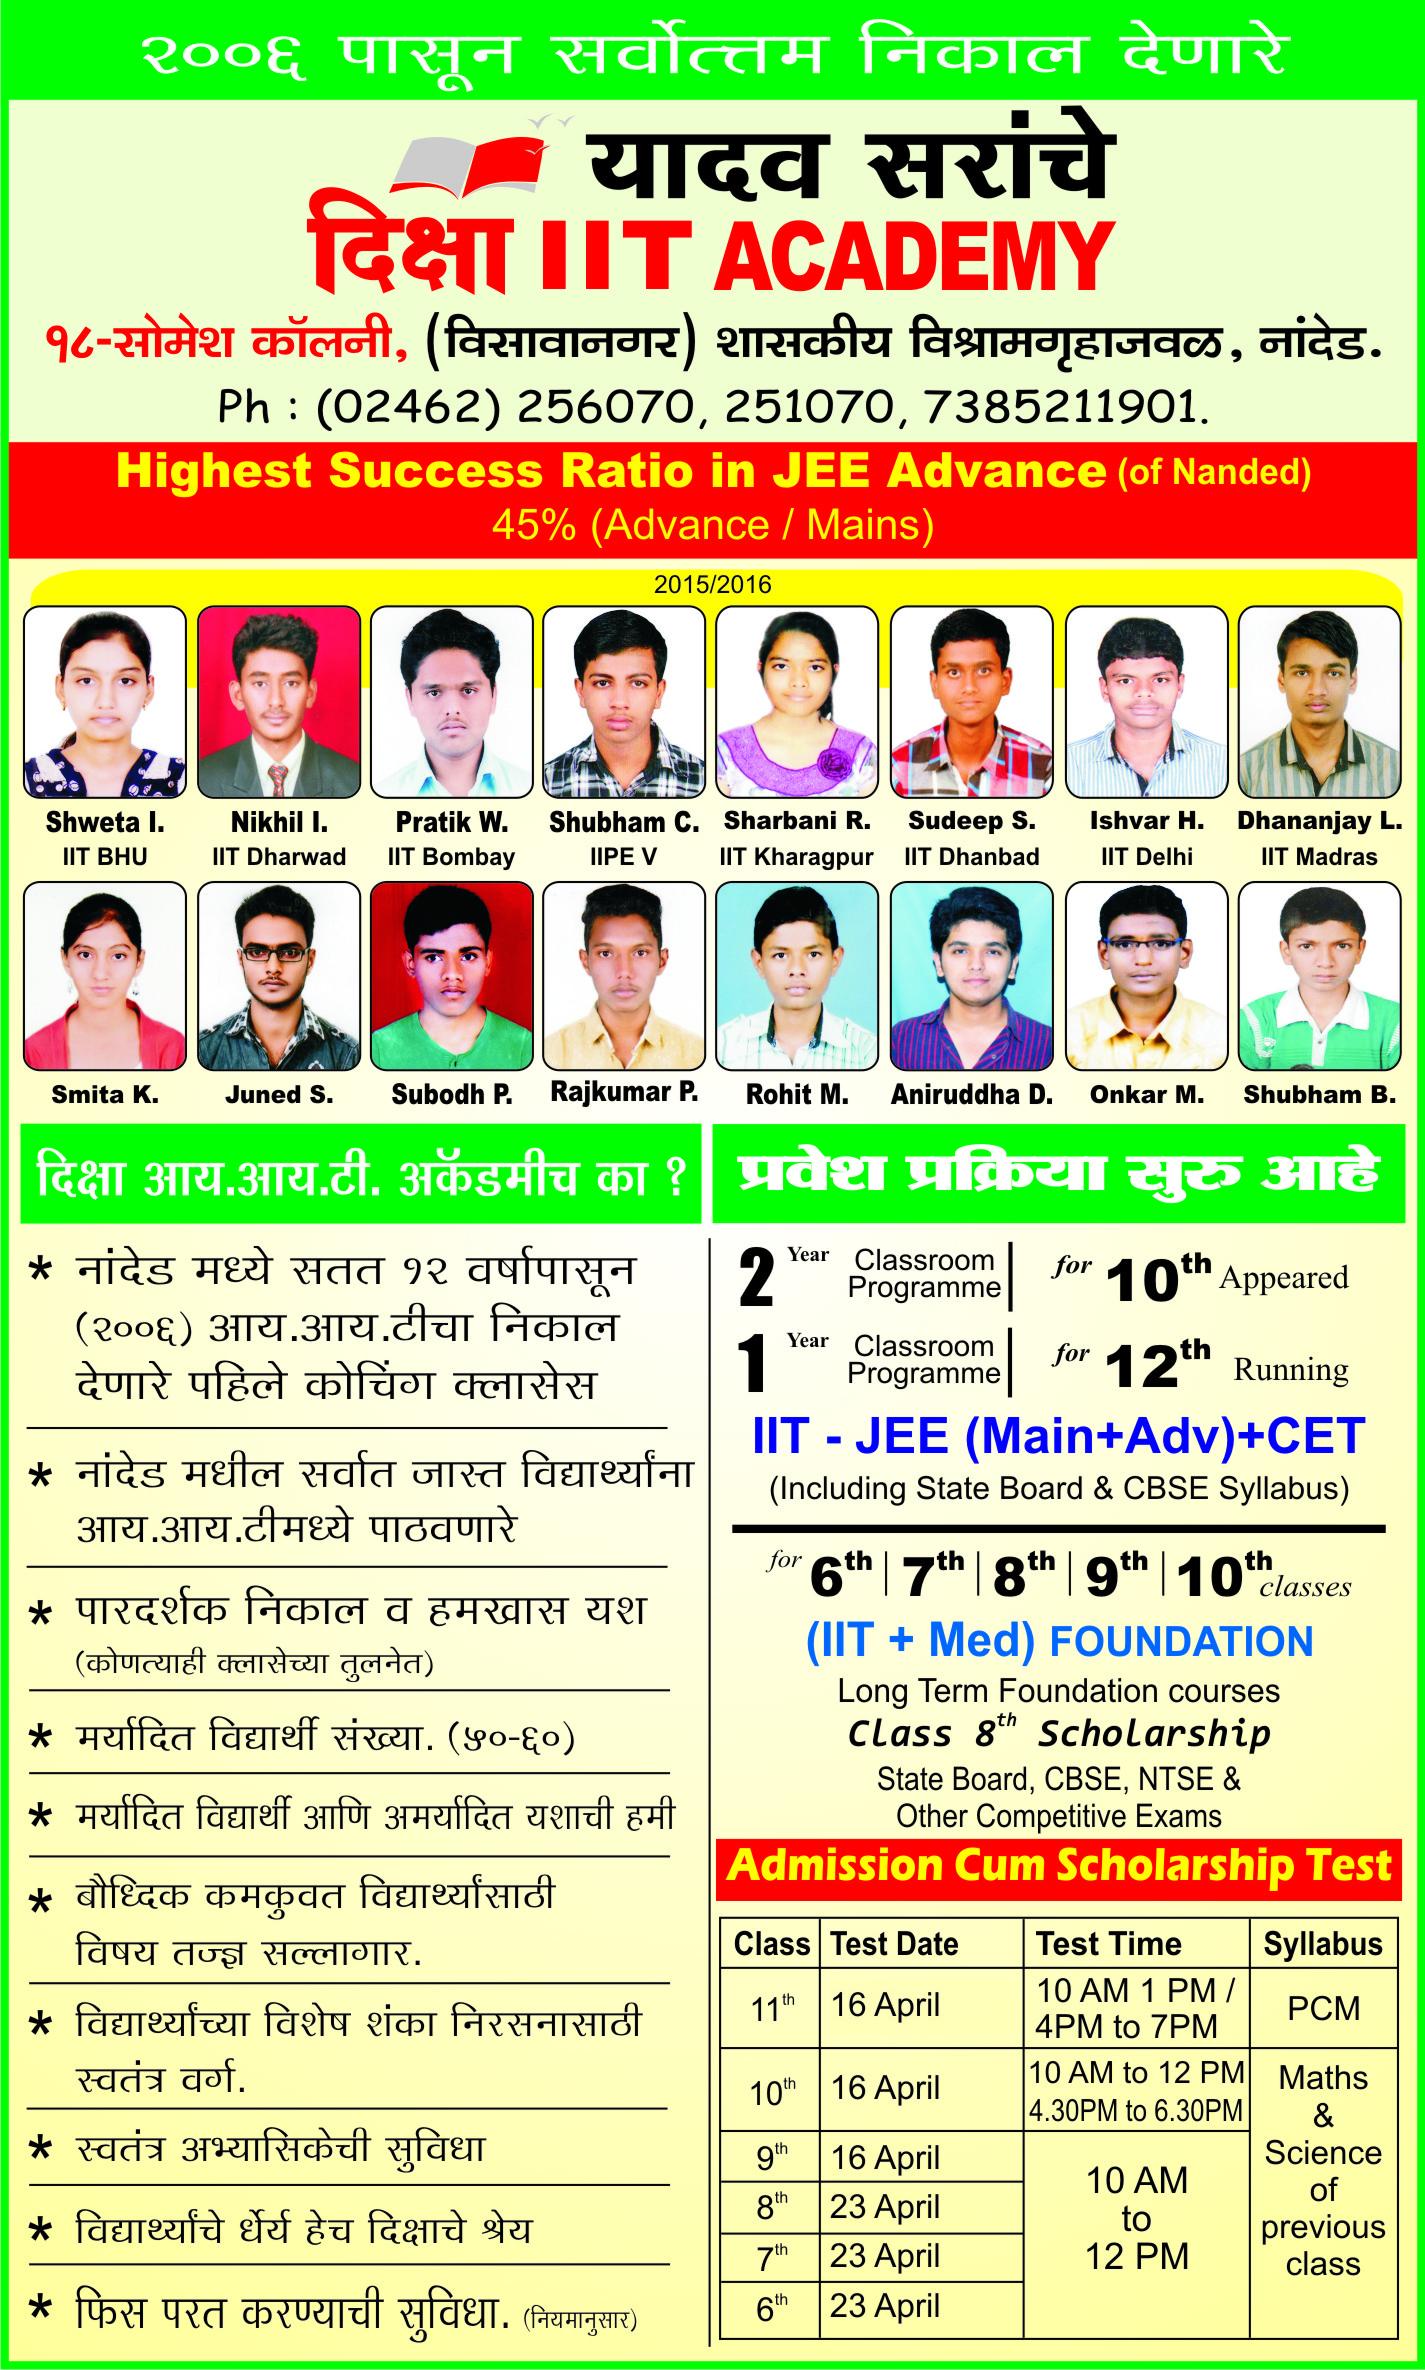 २००६ पासून सर्वोत्तम निकाल देणारे
यादव सरांचे
दिक्षा IIT ACADEMY
१८-सोमेश कॉलनी, (विसावानगर) शासकीय विश्रामगृहाजवळ, नांदेड.
Ph : (02462) 256070, 251070, 7385211901.
Highest Success Ratio in JEE Advance (of Nanded)
45% (Advance / Mains)
2015/2016
Shweta I. Nikhil I. Pratik W. Shubham C. Sharbani R. Sudeep S. Ishvar H. Dhananjay L.
IIT BHU IIT Dharwad IIT Bombay IIPE V IIT Kharagpur IIT Dhanbad IIT Delhi IIT Madras
Smita K. Juned S. Subodh P. Rajkumar P. Rohit M. Aniruddha D. Onkar M. Shubham B.
दिक्षा आय.आय.टी. अकॅडमीच का ?
* नांदेड मध्ये सतत १२ वर्षापासून
(२००६) आय.आय.टीचा निकाल
देणारे पहिले कोचिंग क्लासेस
* नांदेड मधील सर्वात जास्त विद्यार्थ्यांना
आय.आय.टीमध्ये पाठवणारे
* पारदर्शक निकाल व हमखास यश
(कोणत्याही क्लासेच्या तुलनेत)
* मर्यादित विद्यार्थी संख्या. (५०-६०)
* मर्यादित विद्यार्थी आणि अमर्यादित यशाची हमी
* बौध्दिक कमकुवत विद्यार्थ्यांसाठी
विषय तज्ज्ञ सल्लागार.
* विद्यार्थ्यांच्या विशेष शंका निरसनासाठी
स्वतंत्र वर्ग.
* स्वतंत्र अभ्यासिकेची सुविधा
* विद्यार्थ्यांचे धेर्य हेच दिक्षाचे श्रेय
* फिस परत करण्याची सुविधा. (नियमानुसार)
प्रवेश प्रक्रिया सुरु आहे
2 Year Classroom Programme for 10th Appeared
1 Year Classroom Programme for 12th Running
IIT - JEE (Main+Adv)+CET
(Including State Board & CBSE Syllabus)
for 6th | 7th | 8th | 9th | 10th classes
(IIT + Med) FOUNDATION
Long Term Foundation courses
Class 8th Scholarship
State Board, CBSE, NTSE &
Other Competitive Exams
Admission Cum Scholarship Test
Class Test Date Test Time Syllabus
11th 16 April 10 AM 1 PM / 4PM to 7PM PCM
10th 16 April 10 AM to 12 PM 4.30PM to 6.30PM Maths & Science of previous class
9th 16 April 10 AM to 12 PM
8th 23 April
7th 23 April
6th 23 April